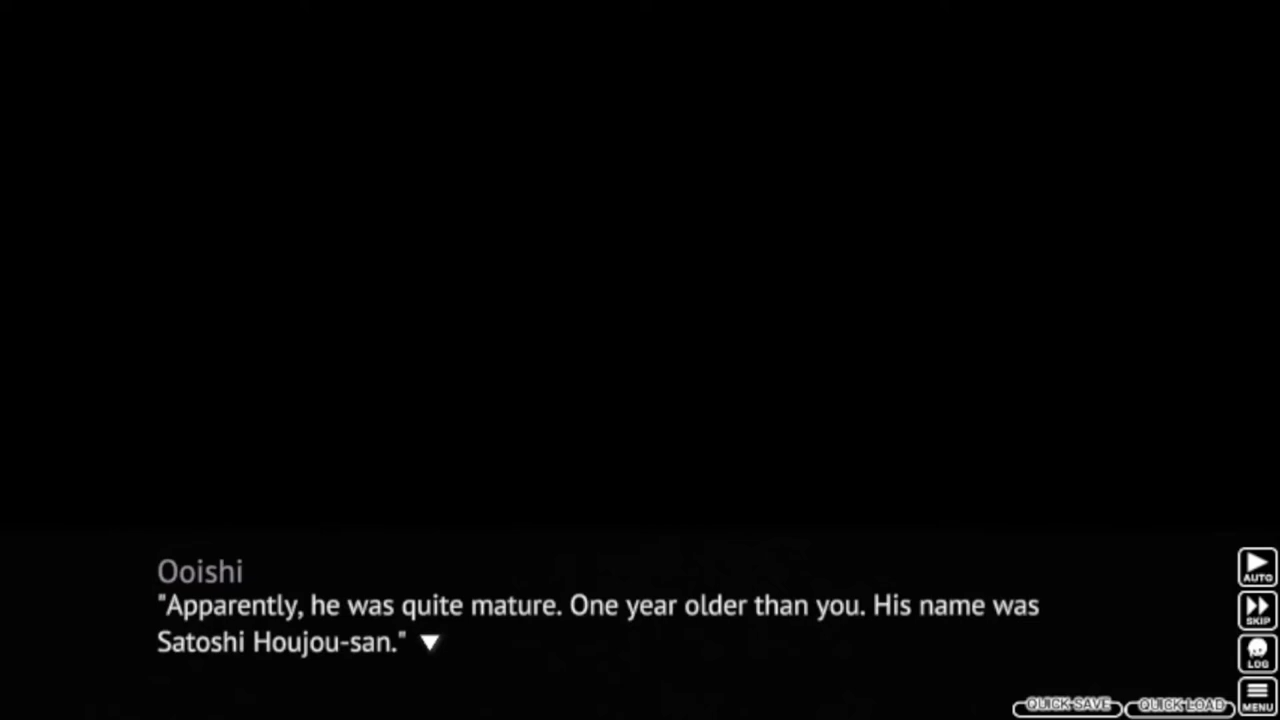 Ooishi
"Apparently, he was quite mature. One year older than you. His name was
Satoshi Houjou-san."
AUTO
SKIP
LOG
MENU
QUICK SAVE QUICK LOAD